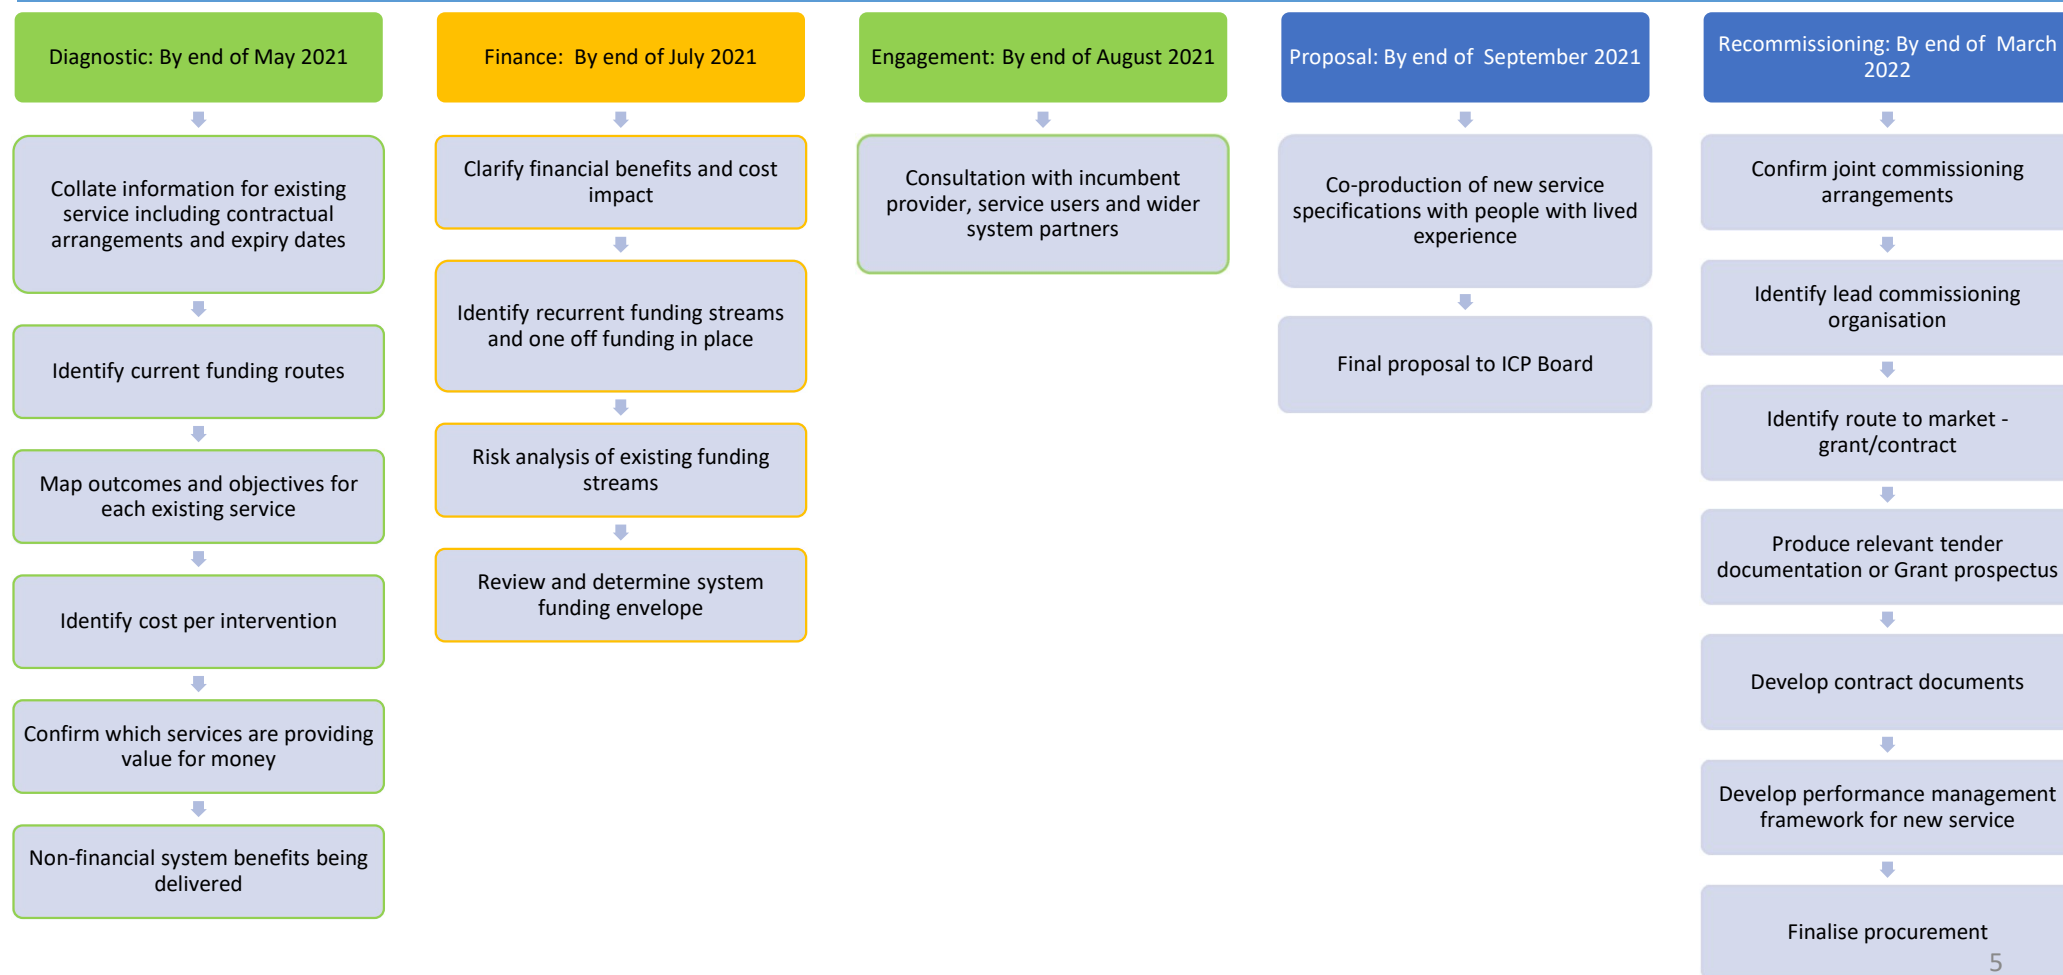 Diagnostic: By end of May 2021
Collate information for existing
service including contractual
arrangements and expiry dates
Identify current funding routes
Map outcomes and objectives for
each existing service
Identify cost per intervention
Confirm which services are providing
value for money
Non-financial system benefits being
delivered
Finance: By end of July 2021
Clarify financial benefits and cost
impact
Identify recurrent funding streams
and one off funding in place
Risk analysis of existing funding
streams
Review and determine system
funding envelope
Engagement: By end of August 2021
Consultation with incumbent
provider, service users and wider
system partners
Proposal: By end of September 2021
Co-production of new service
specifications with people with lived
experience
Final proposal to ICP Board
Recommissioning: By end of March
2022
Confirm joint commissioning
arrangements
Identify lead commissioning
organisation
Identify route to market -
grant/contract
Produce relevant tender
documentation or Grant prospectus
Develop contract documents
Develop performance management
framework for new service
Finalise procurement
5